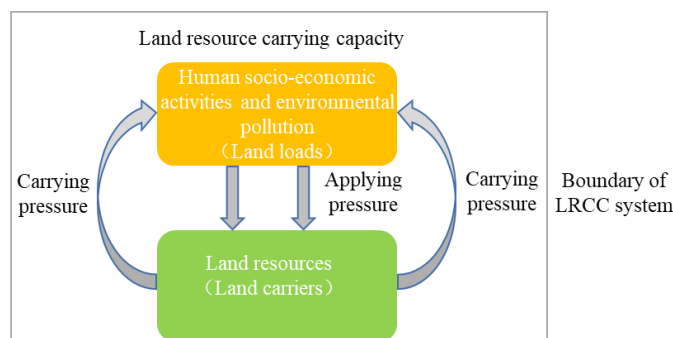 Land resource carrying capacity
Human socio-economic
activities and environmental
pollution
（Land loads）
Carrying
pressure
Applying
pressure
Carrying
pressure
Boundary of
LRCC system
Land resources
（Land carriers）